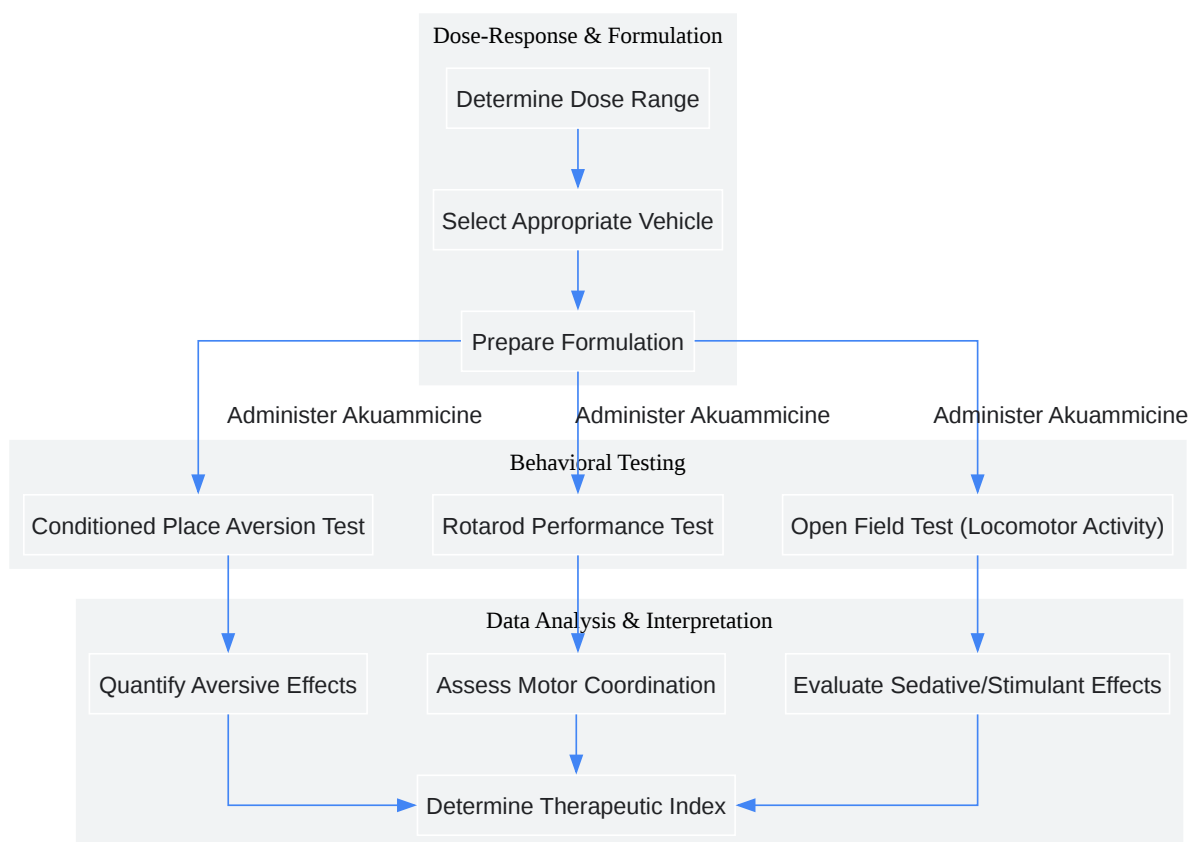 Dose-Response & Formulation
Determine Dose Range
Select Appropriate Vehicle
Prepare Formulation
Administer Akuammicine
Administer Akuammicine
Administer Akuammicine
Behavioral Testing
Conditioned Place Aversion Test
Rotarod Performance Test
Open Field Test (Locomotor Activity)
Data Analysis & Interpretation
Quantify Aversive Effects
Assess Motor Coordination
Evaluate Sedative/Stimulant Effects
Determine Therapeutic Index